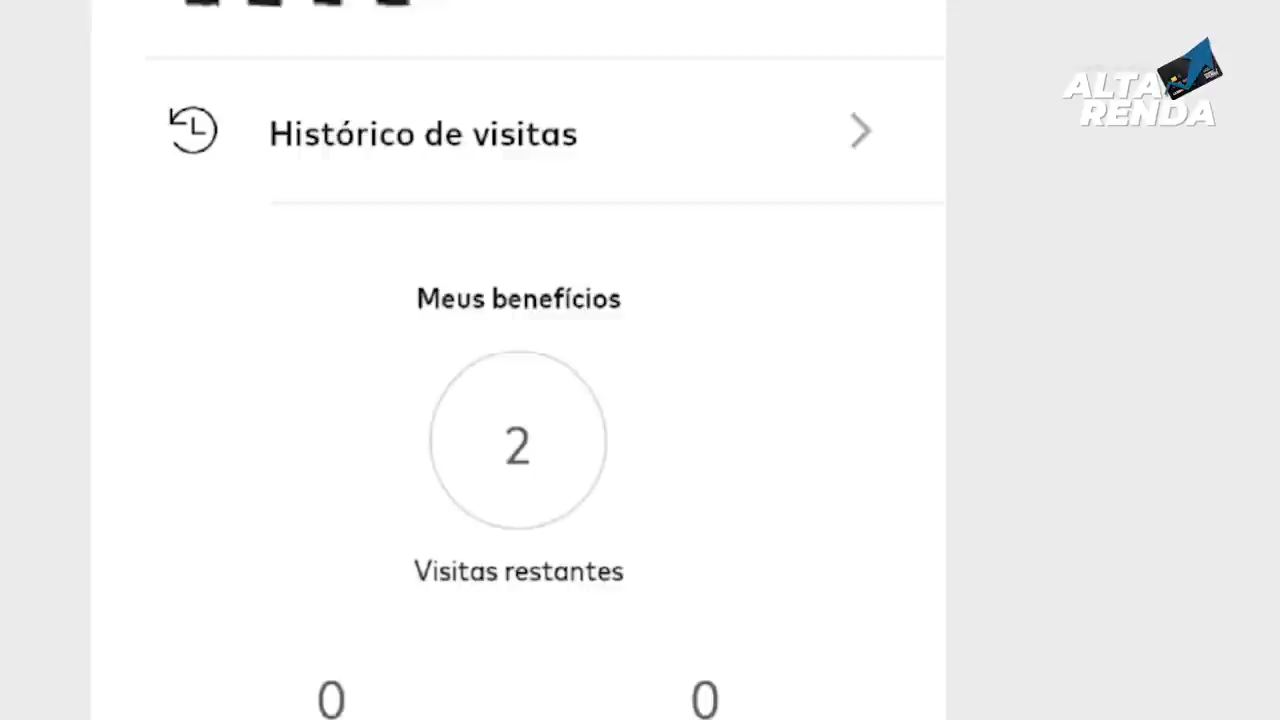 ALTA
RENDA
Histórico de visitas
Meus benefícios
2
Visitas restantes
0
0